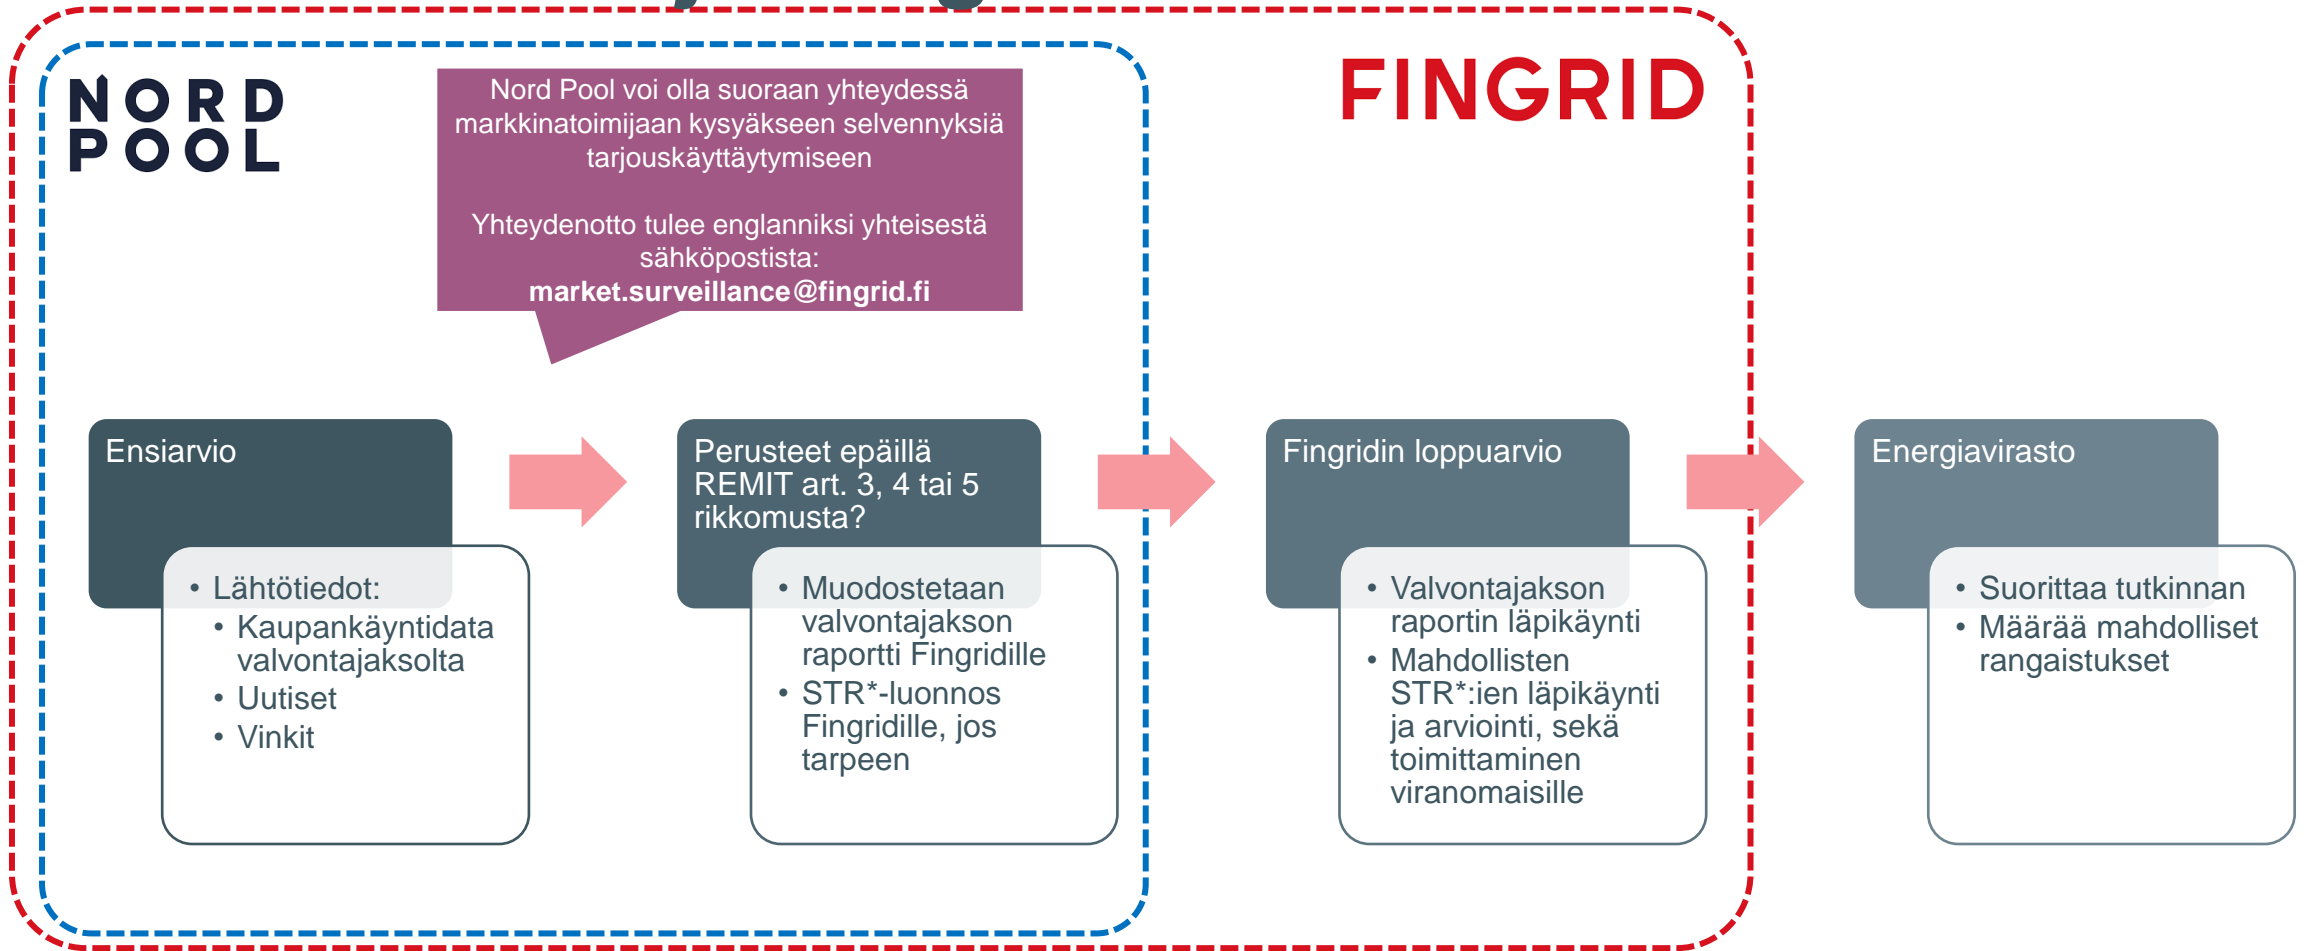 NORD
POOL
Nord Pool voi olla suoraan yhteydessä
markkinatoimijaan kysyäkseen selvennyksiä
tarjouskäyttäytymiseen
Yhteydenotto tulee englanniksi yhteisestä
sähköpostista:
market.surveillance@fingrid.fi
FINGRID
Ensiarvio
• Lähtötiedot:
• Kaupankäyntidata
valvontajaksolta
• Uutiset
• Vinkit
Perusteet epäillä
REMIT art. 3, 4 tai 5
rikkomusta?
• Muodostetaan
valvontajakson
raportti Fingridille
• STR*-luonnos
Fingridille, jos
tarpeen
Fingridin loppuarvio
• Valvontajakson
raportin läpikäynti
• Mahdollisten
STR*:ien läpikäynti
ja arviointi, sekä
toimittaminen
viranomaisille
Energiavirasto
• Suorittaa tutkinnan
• Määrää mahdolliset
rangaistukset